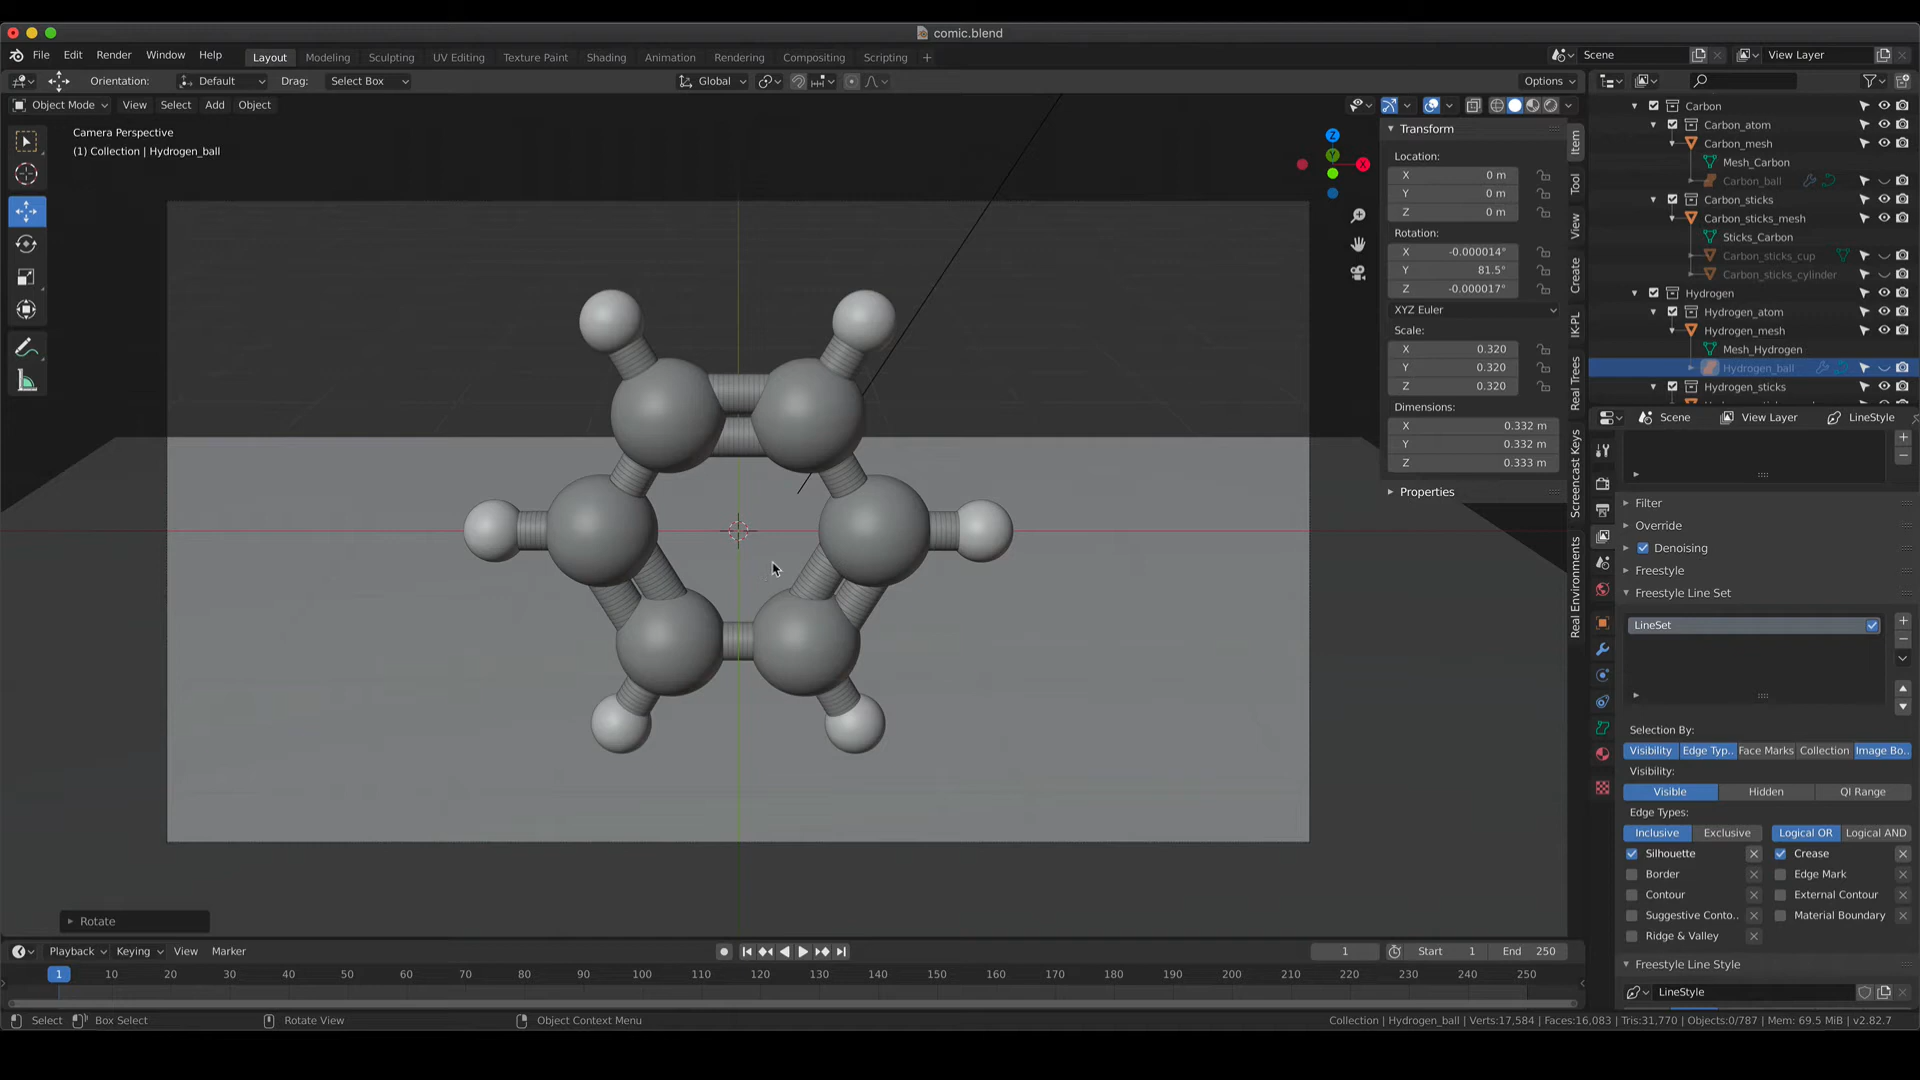 comic.blend
File Edit Render Window Help
Layout Modeling Sculpting UV Editing Texture Paint Shading Animation Rendering Compositing Scripting +
Scene
View Layer
Orientation: Default Drag: Select Box
Global
Options
Object Mode View Select Add Object
Camera Perspective
(1) Collection | Hydrogen_ball
Z
Y
X
Transform
Location:
X 0 m
Y 0 m
Z 0 m
Rotation:
X -0.000014°
Y 81.5°
Z -0.000017°
XYZ Euler
Scale:
X 0.320
Y 0.320
Z 0.320
Dimensions:
X 0.332 m
Y 0.332 m
Z 0.333 m
Properties
Item
Tool
View
Create
IK-PL
Real Trees
Screencast Keys
Real Environments
Carbon
Carbon_atom
Carbon_mesh
Mesh_Carbon
Carbon_ball
Carbon_sticks
Carbon_sticks_mesh
Sticks_Carbon
Carbon_sticks_cup
Carbon_sticks_cylinder
Hydrogen
Hydrogen_atom
Hydrogen_mesh
Mesh_Hydrogen
Hydrogen_ball
Hydrogen_sticks
Scene View Layer LineStyle
Filter
Override
Denoising
Freestyle
Freestyle Line Set
LineSet
Selection By:
Visibility Edge Typ.. Face Marks Collection Image Bo..
Visibility:
Visible Hidden QI Range
Edge Types:
Inclusive Exclusive Logical OR Logical AND
Silhouette Crease
Border Edge Mark
Contour External Contour
Suggestive Conto.. Material Boundary
Ridge & Valley
Freestyle Line Style
LineStyle
Rotate
Playback Keying View Marker
1 Start 1 End 250
1 10 20 30 40 50 60 70 80 90 100 110 120 130 140 150 160 170 180 190 200 210 220 230 240 250
Select Box Select Rotate View Object Context Menu
Collection | Hydrogen_ball | Verts:17,584 | Faces:16,083 | Tris:31,770 | Objects:0/787 | Mem: 69.5 MiB | v2.82.7